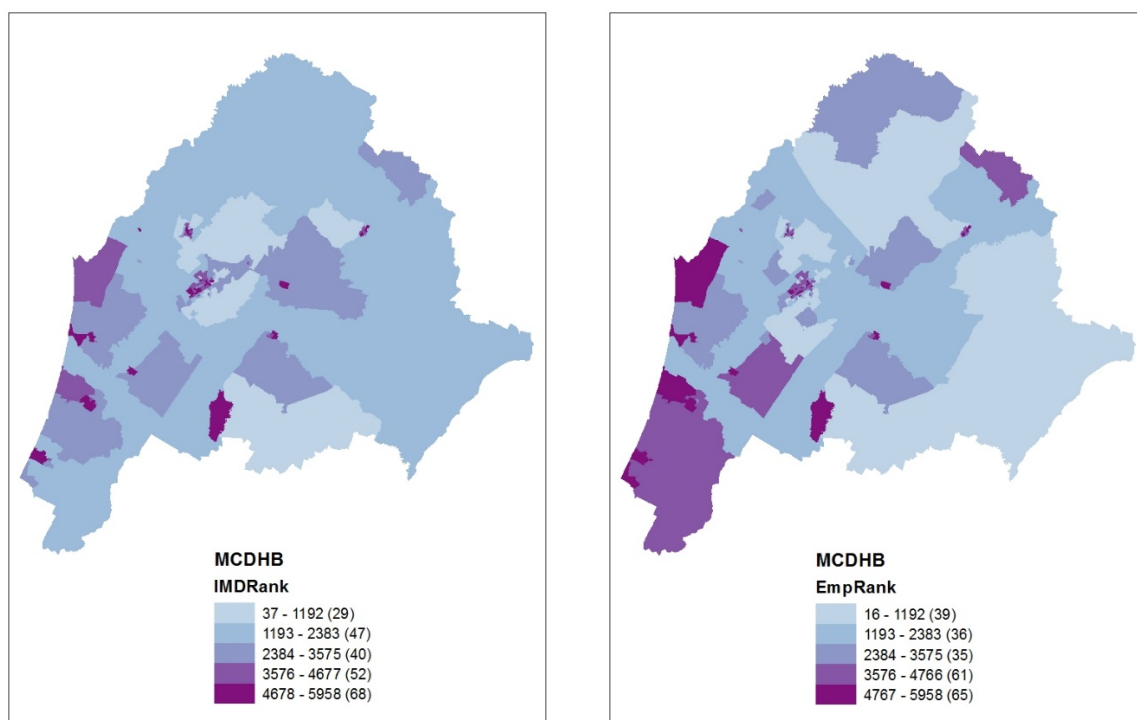 MCDHB
IMDRank
37 - 1192 (29)
1193 - 2383 (47)
2384 - 3575 (40)
3576 - 4677 (52)
4678 - 5958 (68)
MCDHB
EmpRank
16 - 1192 (39)
1193 - 2383 (36)
2384 - 3575 (35)
3576 - 4766 (61)
4767 - 5958 (65)